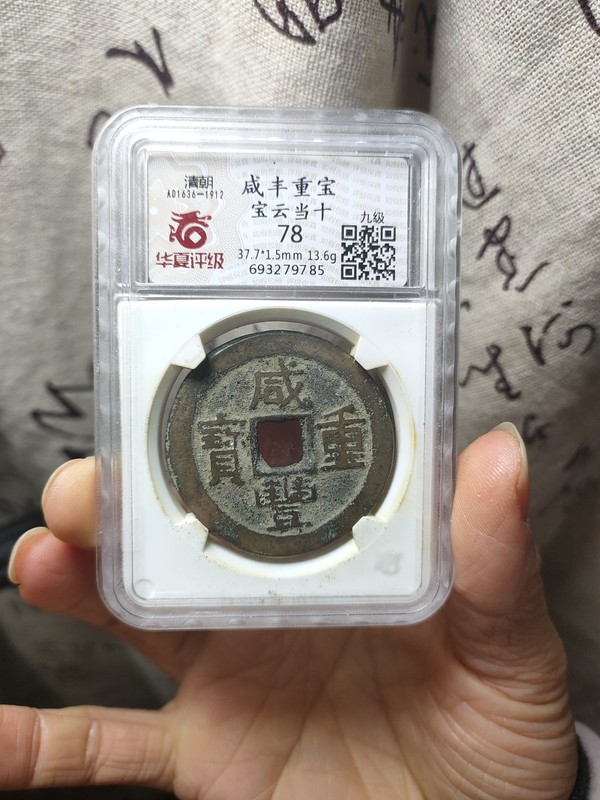 清朝
AD1636—1912
华夏评级
咸丰重宝
宝云当十
78
37.7*1.5mm 13.6g
693279785
九级
咸豐重寶